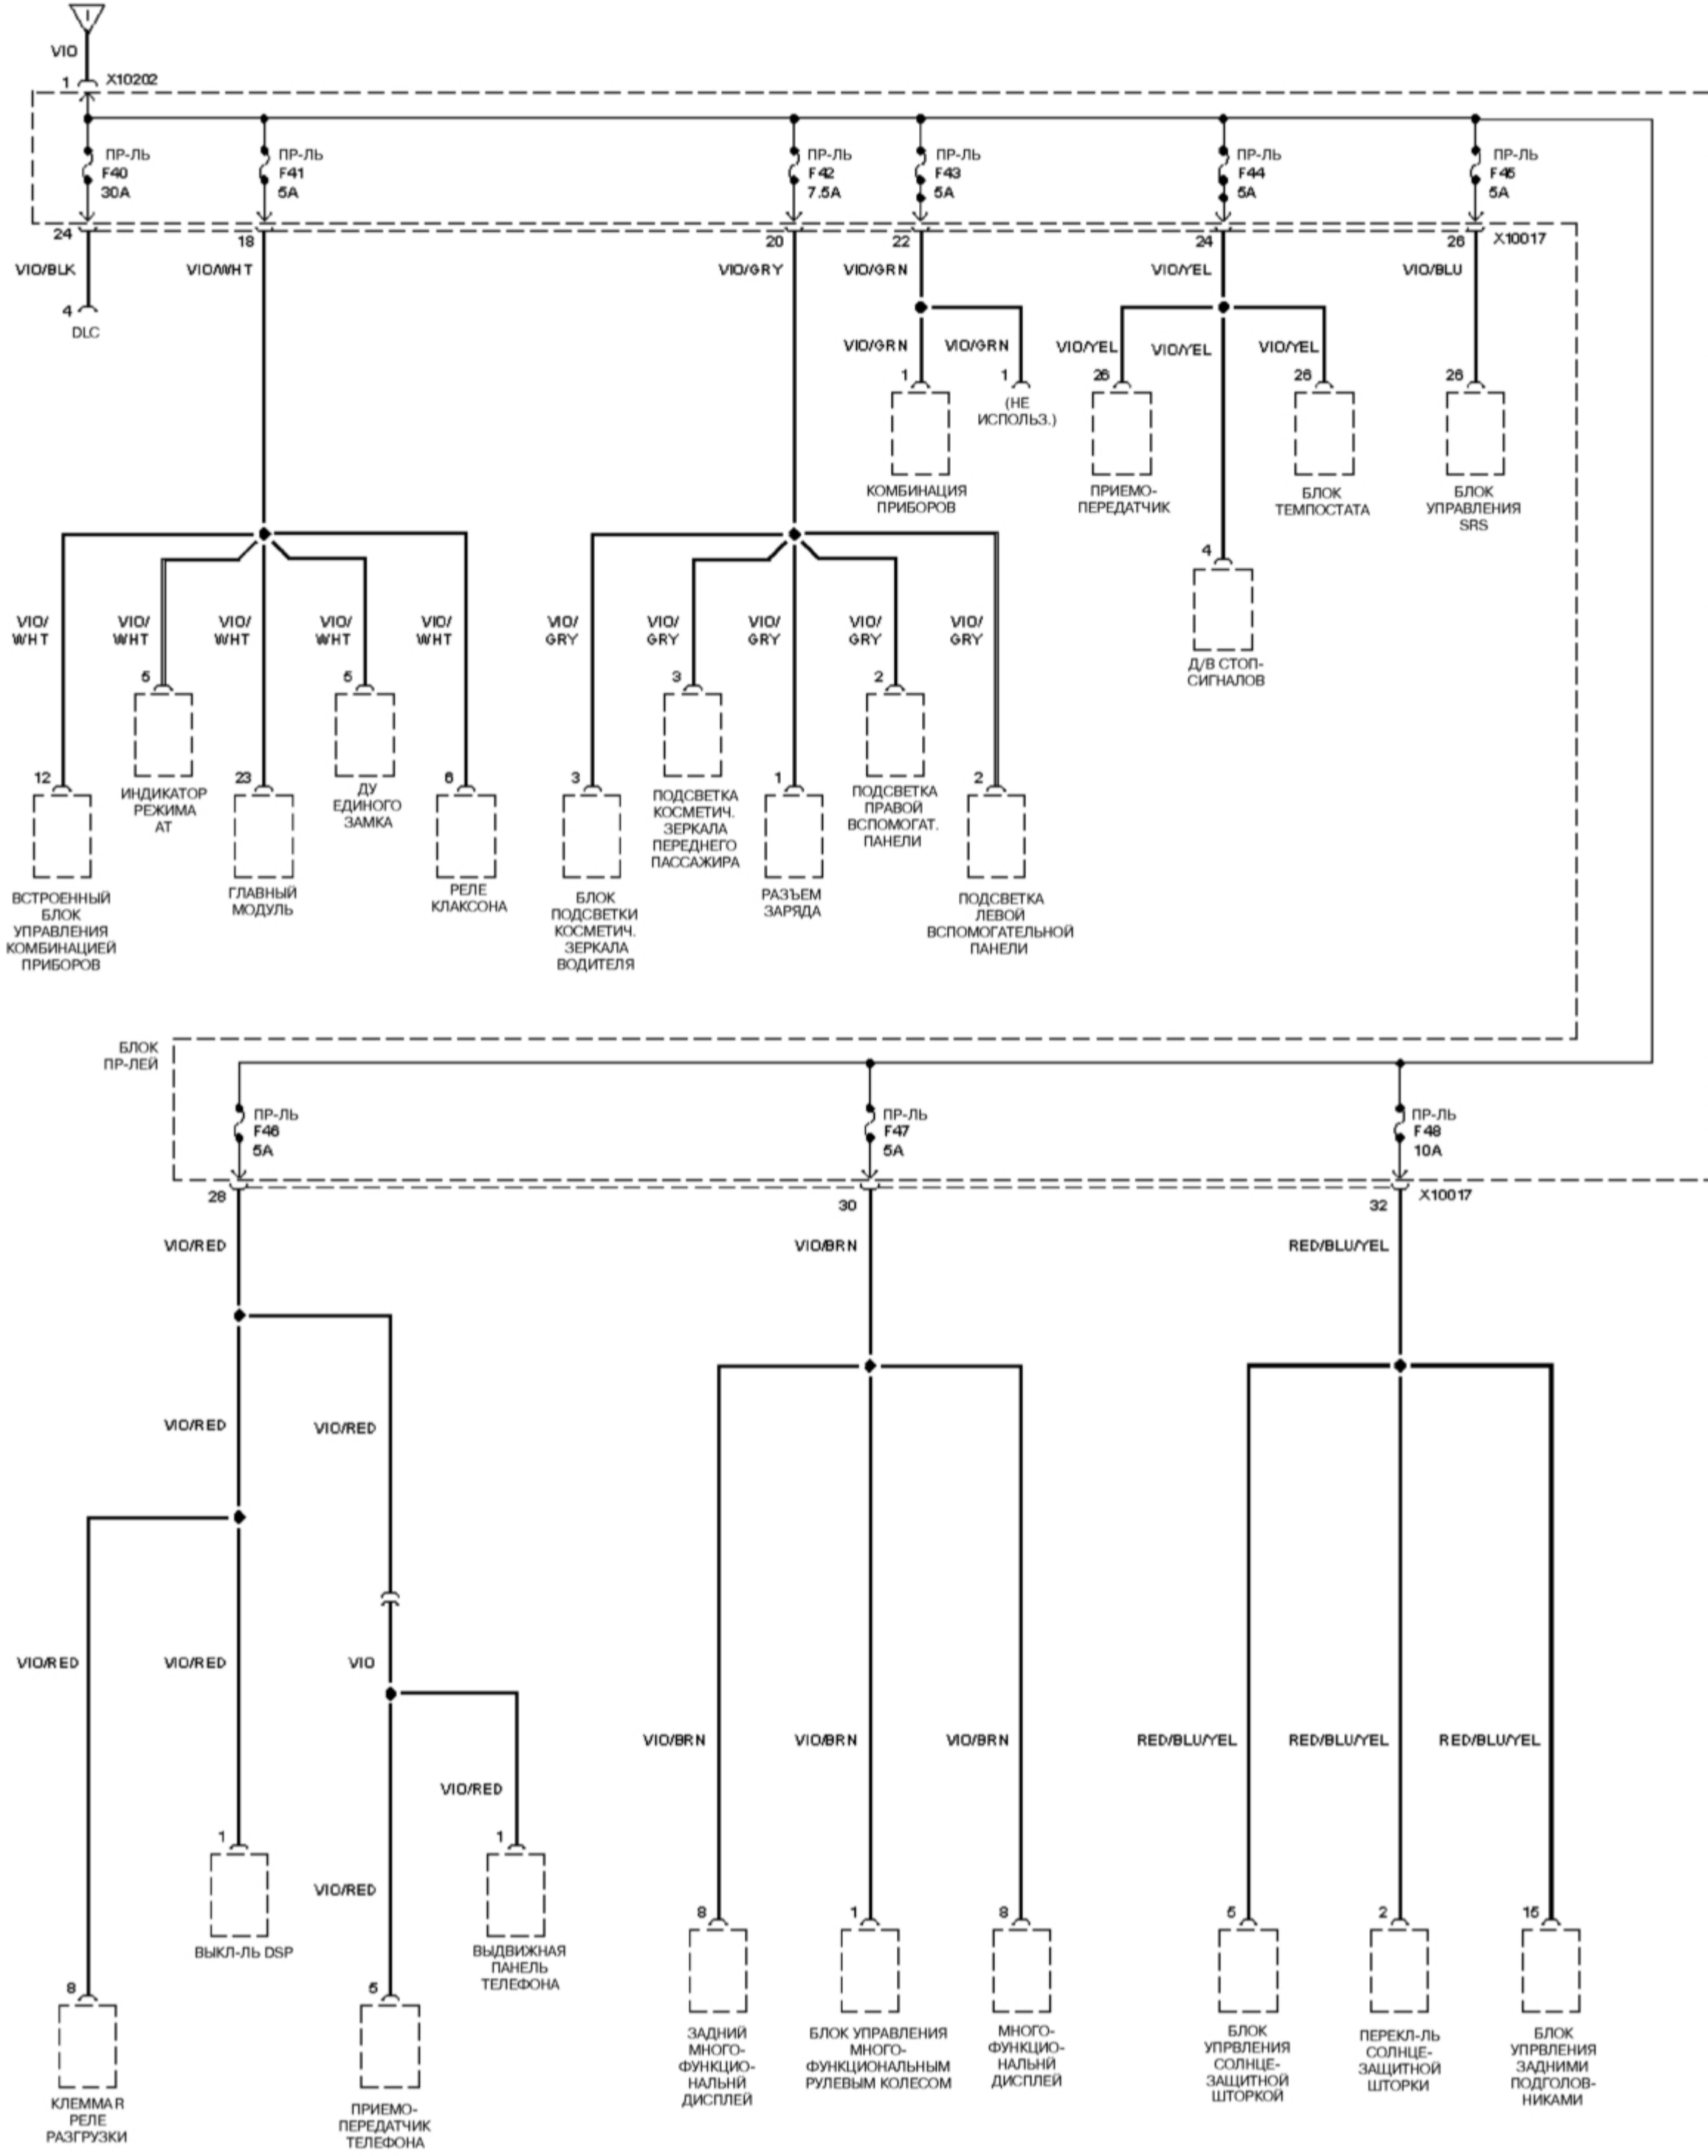 I
VIO
1
X10202
ПР-ЛЬ
F40
30A
ПР-ЛЬ
F41
5A
ПР-ЛЬ
F42
7.5A
ПР-ЛЬ
F43
5A
ПР-ЛЬ
F44
5A
ПР-ЛЬ
F45
5A
24
18
20
22
24
26
X10017
VIO/BLK
VIO/WHT
VIO/GRY
VIO/GRN
VIO/YEL
VIO/BLU
4
DLC
VIO/GRN
VIO/GRN
VIO/YEL
VIO/YEL
VIO/YEL
1
1
26
26
26
(НЕ
ИСПОЛЬЗ.)
КОМБИНАЦИЯ
ПРИБОРОВ
ПРИЕМО-
ПЕРЕДАТЧИК
БЛОК
ТЕМПОСТАТА
БЛОК
УПРАВЛЕНИЯ
SRS
4
Д/В СТОП-
СИГНАЛОВ
VIO/
WHT
VIO/
WHT
VIO/
WHT
VIO/
WHT
VIO/
WHT
VIO/
GRY
VIO/
GRY
VIO/
GRY
VIO/
GRY
VIO/
GRY
5
5
3
2
12
23
6
3
1
2
ИНДИКАТОР
РЕЖИМА
АТ
ДУ
ЕДИНОГО
ЗАМКА
ПОДСВЕТКА
КОСМЕТИЧ.
ЗЕРКАЛА
ПЕРЕДНЕГО
ПАССАЖИРА
ПОДСВЕТКА
ПРАВОЙ
ВСПОМОГАТ.
ПАНЕЛИ
ВСТРОЕННЫЙ
БЛОК
УПРАВЛЕНИЯ
КОМБИНАЦИЕЙ
ПРИБОРОВ
ГЛАВНЫЙ
МОДУЛЬ
РЕЛЕ
КЛАКСОНА
БЛОК
ПОДСВЕТКИ
КОСМЕТИЧ.
ЗЕРКАЛА
ВОДИТЕЛЯ
РАЗЪЕМ
ЗАРЯДА
ПОДСВЕТКА
ЛЕВОЙ
ВСПОМОГАТЕЛЬНОЙ
ПАНЕЛИ
БЛОК
ПР-ЛЕЙ
ПР-ЛЬ
F46
5A
ПР-ЛЬ
F47
5A
ПР-ЛЬ
F48
10A
28
30
32
X10017
VIO/RED
VIO/BRN
RED/BLU/YEL
VIO/RED
VIO/RED
VIO/RED
VIO/RED
VIO
VIO/BRN
VIO/BRN
VIO/BRN
RED/BLU/YEL
RED/BLU/YEL
RED/BLU/YEL
VIO/RED
1
1
VIO/RED
8
1
8
5
2
15
ВЫКЛ-ЛЬ DSP
ВЫДВИЖНАЯ
ПАНЕЛЬ
ТЕЛЕФОНА
8
5
ЗАДНИЙ
МНОГО-
ФУНКЦИО-
НАЛЬНЙ
ДИСПЛЕЙ
БЛОК УПРАВЛЕНИЯ
МНОГО-
ФУНКЦИОНАЛЬНЫМ
РУЛЕВЫМ КОЛЕСОМ
МНОГО-
ФУНКЦИО-
НАЛЬНЙ
ДИСПЛЕЙ
БЛОК
УПРВЛЕНИЯ
СОЛНЦЕ-
ЗАЩИТНОЙ
ШТОРКОЙ
ПЕРЕКЛ-ЛЬ
СОЛНЦЕ-
ЗАЩИТНОЙ
ШТОРКИ
БЛОК
УПРВЛЕНИЯ
ЗАДНИМИ
ПОДГОЛОВ-
НИКАМИ
КЛЕММА R
РЕЛЕ
РАЗГРУЗКИ
ПРИЕМО-
ПЕРЕДАТЧИК
ТЕЛЕФОНА